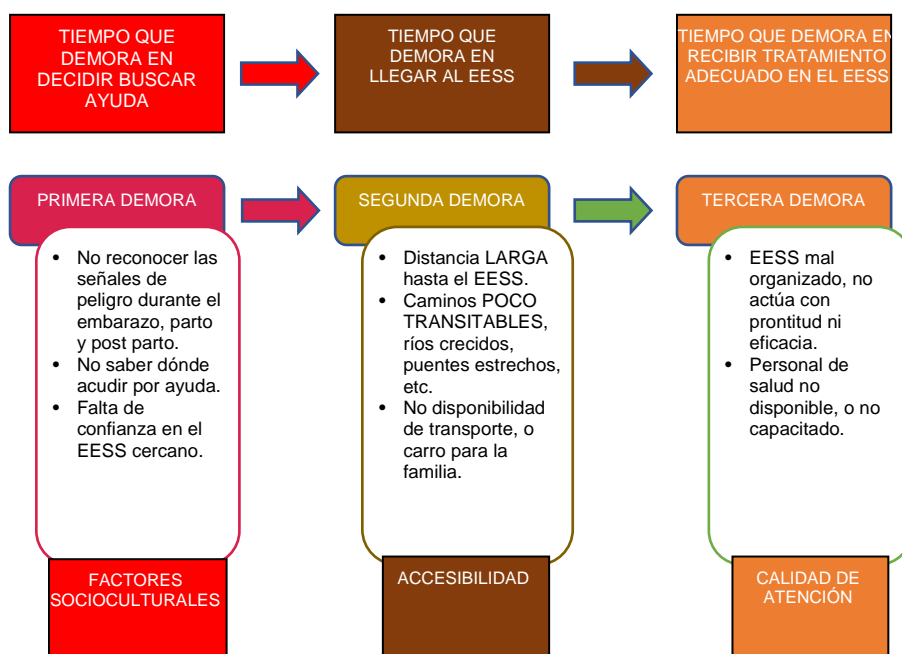 TIEMPO QUE
DEMORA EN
DECIDIR BUSCAR
AYUDA
TIEMPO QUE
DEMORA EN
LLEGAR AL EESS
TIEMPO QUE DEMORA EN
RECIBIR TRATAMIENTO
ADECUADO EN EL EESS
PRIMERA DEMORA
SEGUNDA DEMORA
TERCERA DEMORA
• No reconocer las
señales de
peligro durante el
embarazo, parto
y post parto.
• No saber dónde
acudir por ayuda.
• Falta de
confianza en el
EESS cercano.
• Distancia LARGA
hasta el EESS.
• Caminos POCO
TRANSITABLES,
ríos crecidos,
puentes estrechos,
etc.
• No disponibilidad
de transporte, o
carro para la
familia.
• EESS mal
organizado, no
actúa con
prontitud ni
eficacia.
• Personal de
salud no
disponible, o no
capacitado.
FACTORES
SOCIOCULTURALES
ACCESIBILIDAD
CALIDAD DE
ATENCIÓN